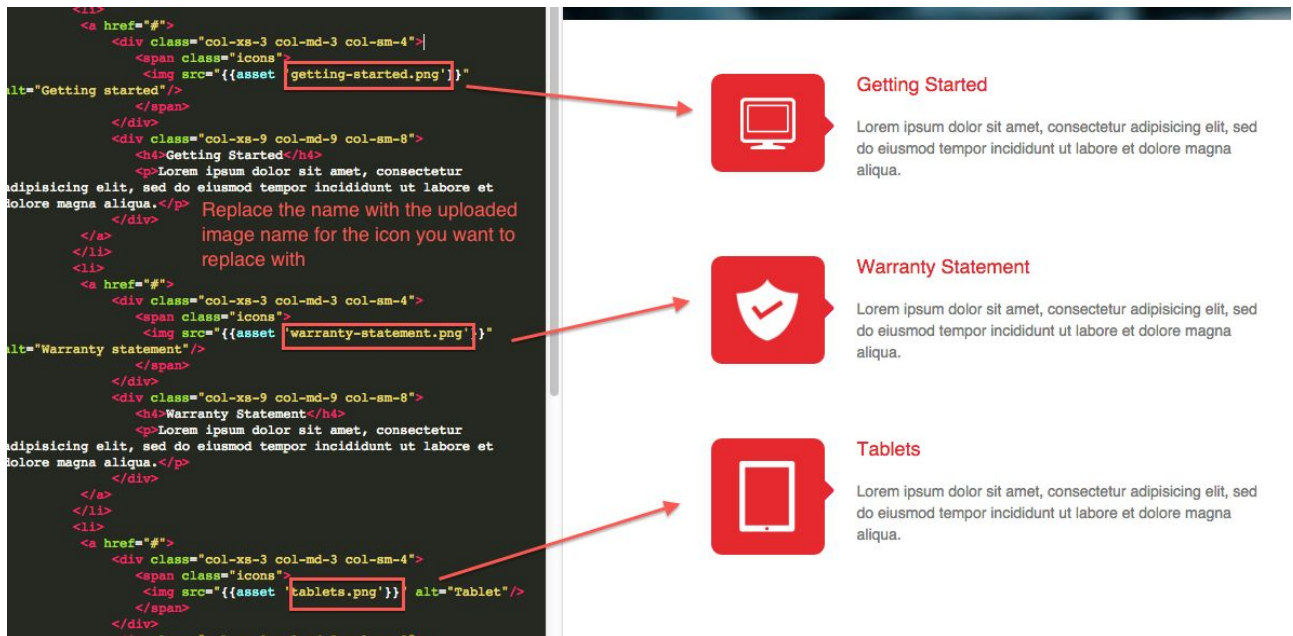 <li>
<a href="#">
<div class="col-xs-3 col-md-3 col-sm-4">
<span class="icons">
<img src="{{asset 'getting-started.png'}}"
alt="Getting started"/>
</span>
</div>
<div class="col-xs-9 col-md-9 col-sm-8">
<h4>Getting Started</h4>
<p>Lorem ipsum dolor sit amet, consectetur
adipisicing elit, sed do eiusmod tempor incididunt ut labore et
dolore magna aliqua.</p>
</div>
</a>
</li>
Replace the name with the uploaded
image name for the icon you want to
replace with
<li>
<a href="#">
<div class="col-xs-3 col-md-3 col-sm-4">
<span class="icons">
<img src="{{asset 'warranty-statement.png'}}"
alt="Warranty statement"/>
</span>
</div>
<div class="col-xs-9 col-md-9 col-sm-8">
<h4>Warranty Statement</h4>
<p>Lorem ipsum dolor sit amet, consectetur
adipisicing elit, sed do eiusmod tempor incididunt ut labore et
dolore magna aliqua.</p>
</div>
</a>
</li>
<li>
<a href="#">
<div class="col-xs-3 col-md-3 col-sm-4">
<span class="icons">
<img src="{{asset 'tablets.png'}}" alt="Tablet"/>
</span>
</div>
Getting Started
Lorem ipsum dolor sit amet, consectetur adipisicing elit, sed
do eiusmod tempor incididunt ut labore et dolore magna
aliqua.
Warranty Statement
Lorem ipsum dolor sit amet, consectetur adipisicing elit, sed
do eiusmod tempor incididunt ut labore et dolore magna
aliqua.
Tablets
Lorem ipsum dolor sit amet, consectetur adipisicing elit, sed
do eiusmod tempor incididunt ut labore et dolore magna
aliqua.